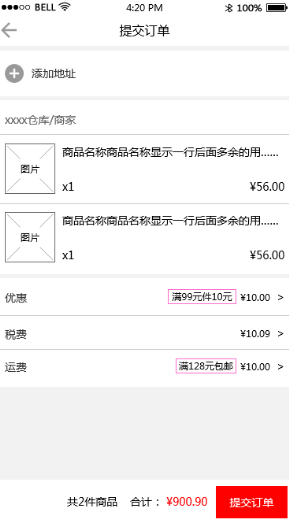 BELL 4:20 PM 100%
提交订单
添加地址
xxxx仓库/商家
图片 商品名称商品名称显示一行后面多余的用......
x1 ¥56.00
图片 商品名称商品名称显示一行后面多余的用......
x1 ¥56.00
优惠 满99元件10元 ¥10.00 >
税费 ¥10.09 >
运费 满128元包邮 ¥10.00 >
共2件商品 合计： ¥900.90 提交订单